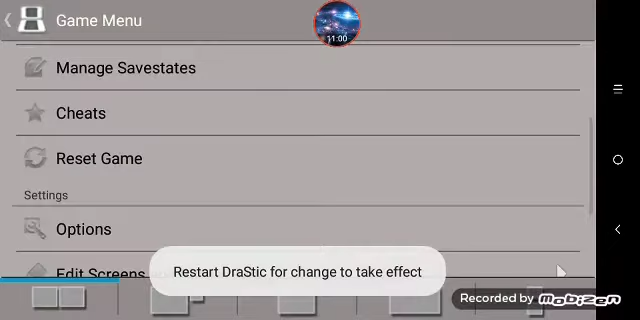 Game Menu
11:00
Manage Savestates
Cheats
Reset Game
Settings
Options
Edit Screens
Restart DraStic for change to take effect
Recorded by mobizen